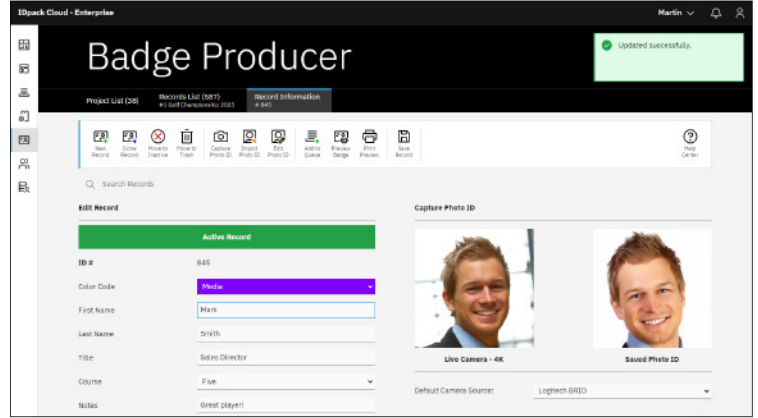 IDpack Cloud - Enterprise
Martin
Badge Producer
Updated successfully.
Project List (38)
Records List (587)
#1 Golf Championship 2023
Record Information
# 845
New Record
Clone Record
Move to Inactive
Move to Trash
Capture Photo ID
Import Photo ID
Edit Photo ID
Add to Queue
Preview Badge
Print Preview
Save Record
Help Center
Search Records
Edit Record
Capture Photo ID
Active Record
ID # 845
Color Code Media
First Name Mark
Last Name Smith
Title Sales Director
Course Five
Notes Great player!
Live Camera - 4K
Saved Photo ID
Default Camera Source: Logitech BRIO